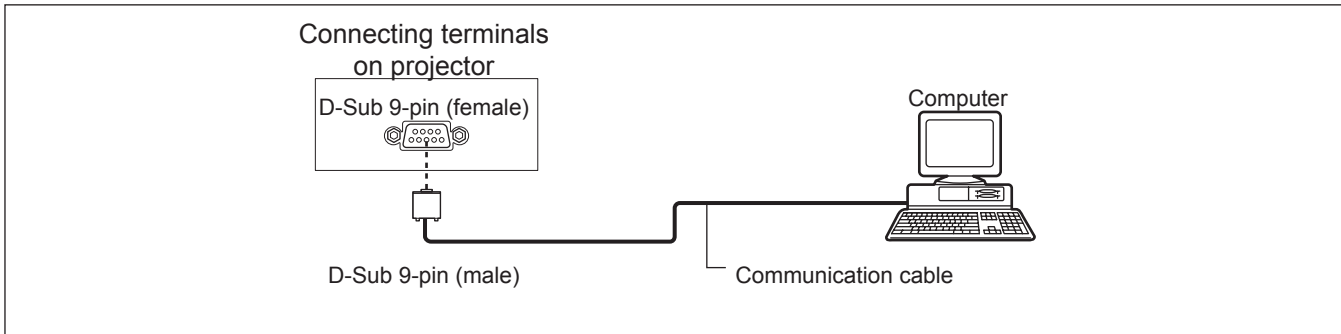 Connecting terminals
on projector
D-Sub 9-pin (female)
Computer
D-Sub 9-pin (male)
Communication cable